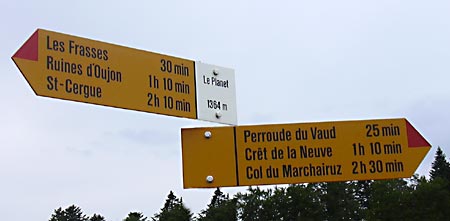 Les Frasses 30 min
Ruines d'Oujon 1h 10 min
St-Cergue 2h 10 min
Le Planet
1364 m
Perroude du Vaud 25 min
Crêt de la Neuve 1h 10 min
Col du Marchairuz 2h 30 min